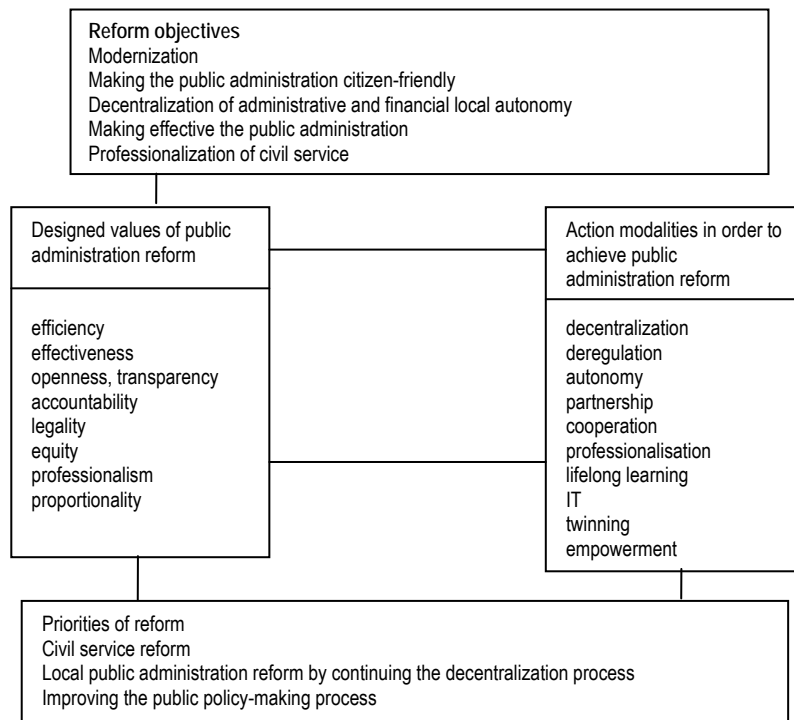 Reform objectives
Modernization
Making the public administration citizen-friendly
Decentralization of administrative and financial local autonomy
Making effective the public administration
Professionalization of civil service
Designed values of public
administration reform
efficiency
effectiveness
openness, transparency
accountability
legality
equity
professionalism
proportionality
Action modalities in order to
achieve public
administration reform
decentralization
deregulation
autonomy
partnership
cooperation
professionalisation
lifelong learning
IT
twinning
empowerment
Priorities of reform
Civil service reform
Local public administration reform by continuing the decentralization process
Improving the public policy-making process